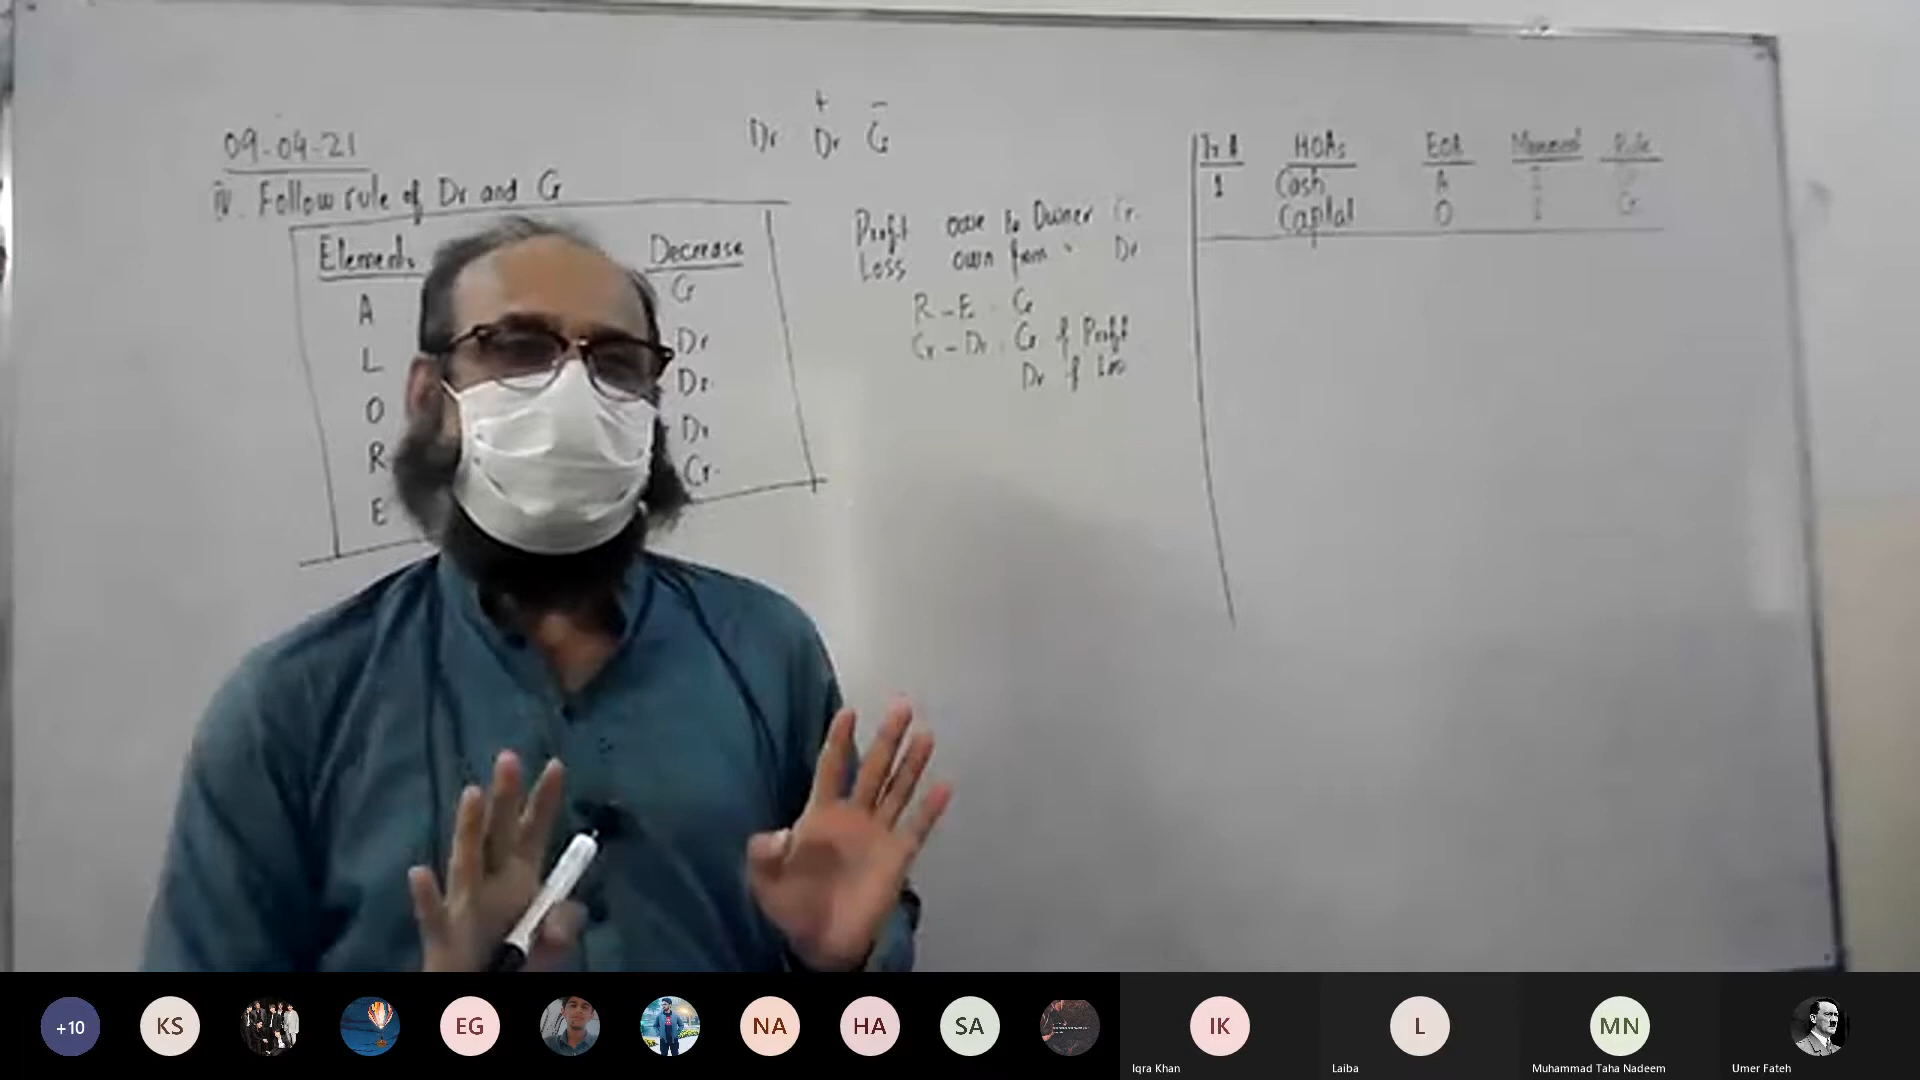 09-04-21
iv. Follow rule of Dr and Cr
Elements
Decrease
A
Cr
L
Dr
O
Dr.
R
Dr
E
Cr.
+ -
Dr Dr Cr
Profit owe to Owner Cr.
Loss own from " Dr
R - E - Cr
Cr - Dr - Cr if Profit
Dr if Loss
Tr # HOAs EOA Rule
1 Cash A I
Capital O I Cr
+10
KS
EG
NA
HA
SA
IK
Iqra Khan
L
Laiba
MN
Muhammad Taha Nadeem
Umer Fateh